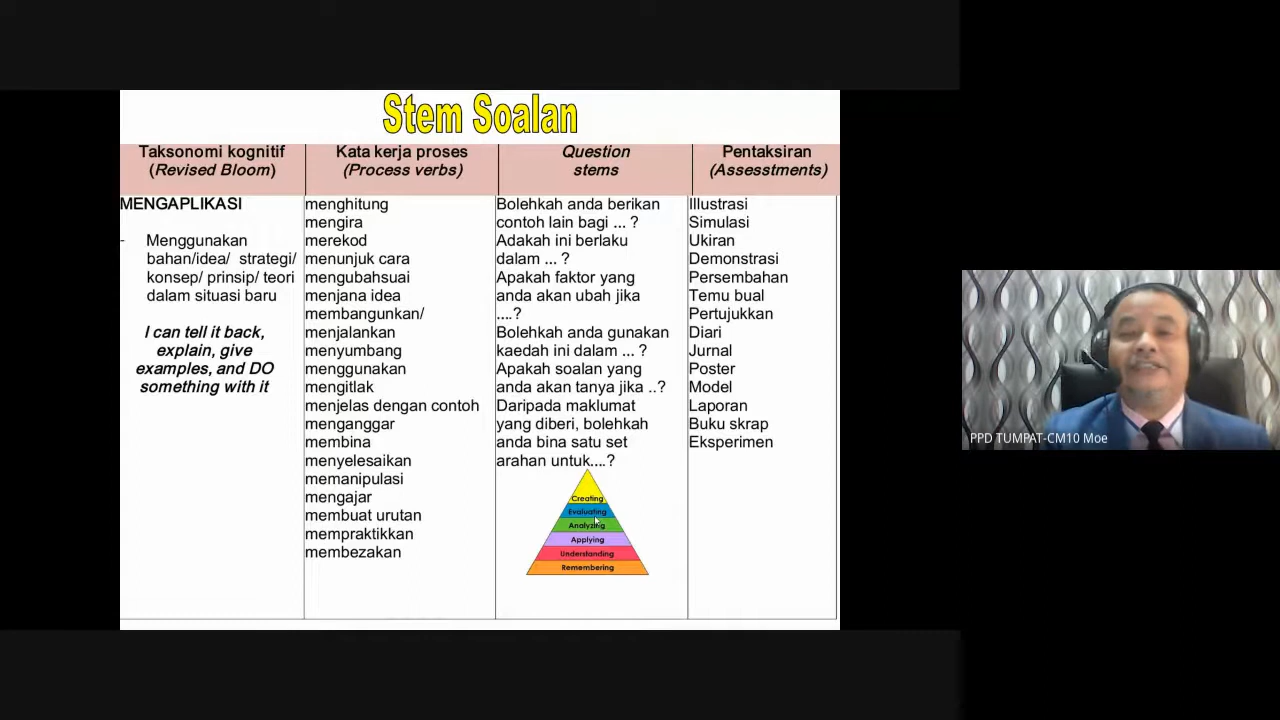 Stem Soalan
Taksonomi kognitif
(Revised Bloom)
Kata kerja proses
(Process verbs)
Question
stems
Pentaksiran
(Assesstments)
MENGAPLIKASI
- Menggunakan
bahan/idea/ strategi/
konsep/ prinsip/ teori
dalam situasi baru
I can tell it back,
explain, give
examples, and DO
something with it
menghitung
mengira
merekod
menunjuk cara
mengubahsuai
menjana idea
membangunkan/
menjalankan
menyumbang
menggunakan
mengitlak
menjelas dengan contoh
menganggar
membina
menyelesaikan
memanipulasi
mengajar
membuat urutan
mempraktikkan
membezakan
Bolehkah anda berikan
contoh lain bagi ... ?
Adakah ini berlaku
dalam ... ?
Apakah faktor yang
anda akan ubah jika
....?
Bolehkah anda gunakan
kaedah ini dalam ... ?
Apakah soalan yang
anda akan tanya jika ..?
Daripada maklumat
yang diberi, bolehkah
anda bina satu set
arahan untuk....?
Creating
Evaluating
Analyzing
Applying
Understanding
Remembering
Illustrasi
Simulasi
Ukiran
Demonstrasi
Persembahan
Temu bual
Pertujukkan
Diari
Jurnal
Poster
Model
Laporan
Buku skrap
Eksperimen
PPD TUMPAT-CM10 Moe